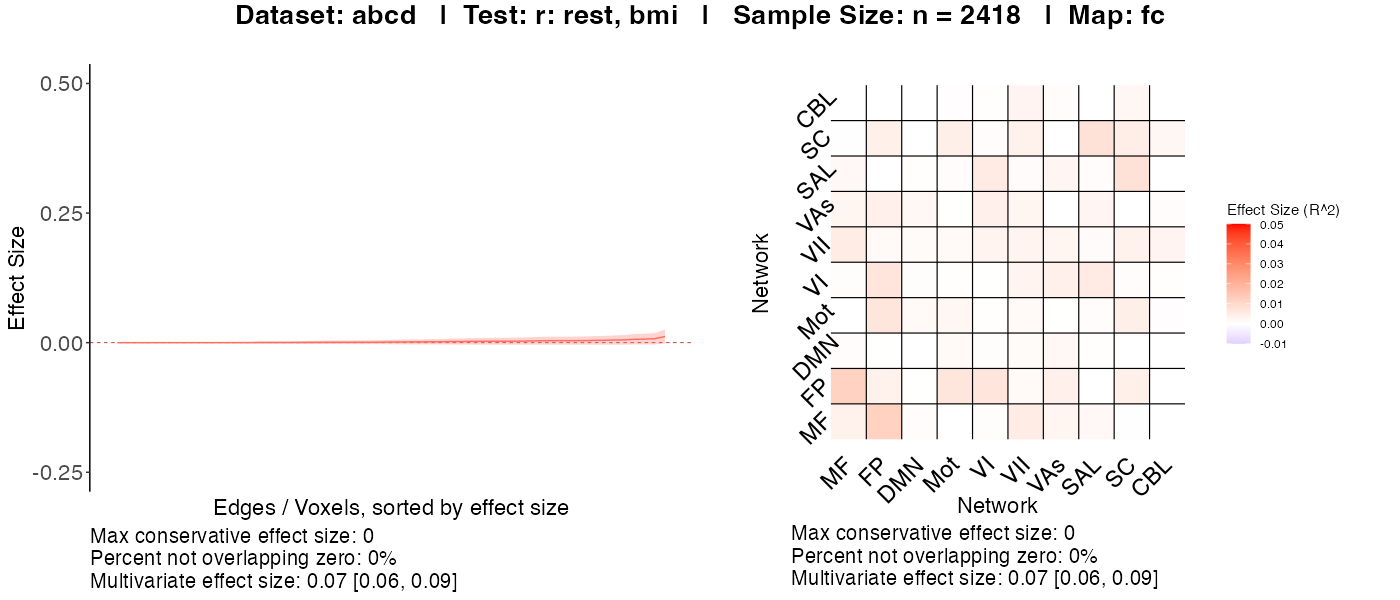 Dataset: abcd | Test: r: rest, bmi | Sample Size: n = 2418 | Map: fc
0.50
0.25
0.00
-0.25
Effect Size
Edges / Voxels, sorted by effect size
Max conservative effect size: 0
Percent not overlapping zero: 0%
Multivariate effect size: 0.07 [0.06, 0.09]
Network
CBL
SC
SAL
VAs
VII
VI
Mot
DMN
FP
MF
MF
FP
DMN
Mot
VI
VII
VAs
SAL
SC
CBL
Network
Max conservative effect size: 0
Percent not overlapping zero: 0%
Multivariate effect size: 0.07 [0.06, 0.09]
Effect Size (R^2)
0.05
0.04
0.03
0.02
0.01
0.00
-0.01